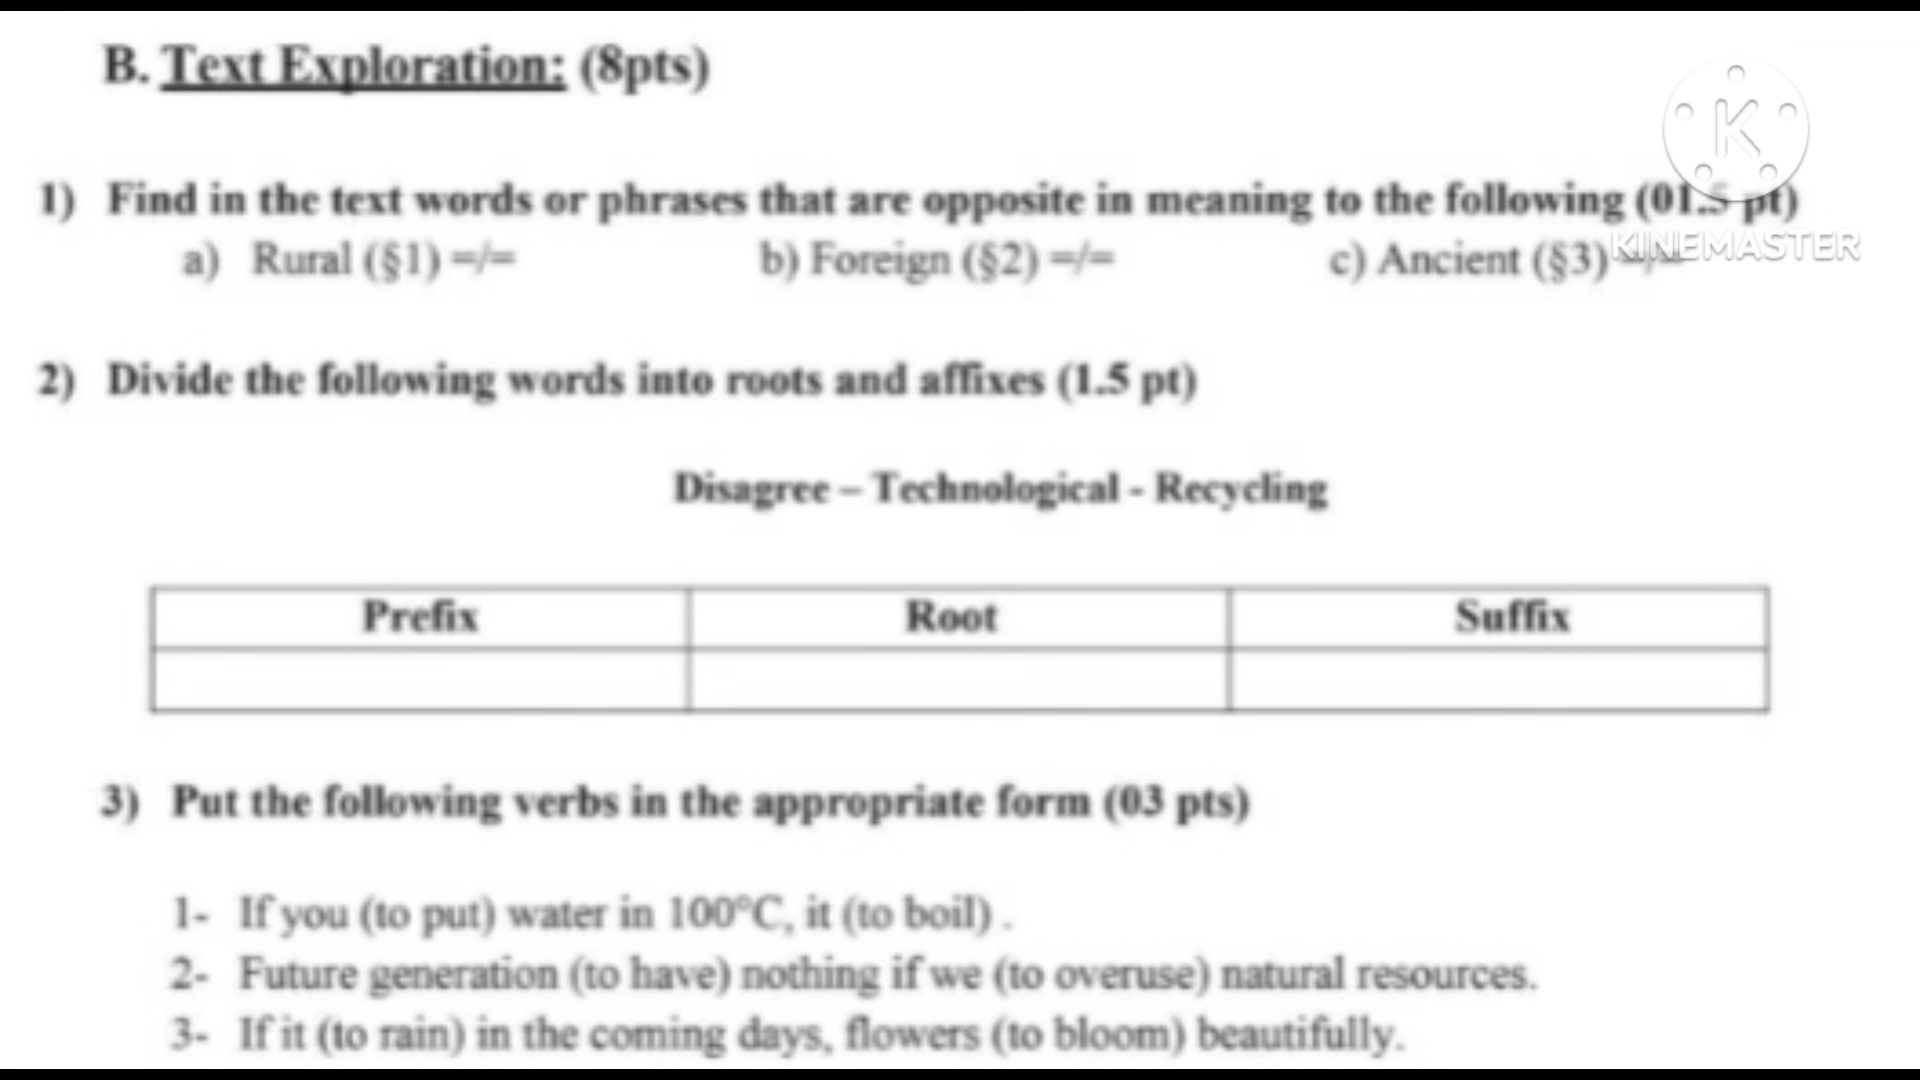 B. Text Exploration: (8pts)
1) Find in the text words or phrases that are opposite in meaning to the following (01.5 pt)
a) Rural (§1) =/= b) Foreign (§2) =/= c) Ancient (§3) =/=
KINEMASTER
2) Divide the following words into roots and affixes (1.5 pt)
Disagree – Technological - Recycling
Prefix Root Suffix
3) Put the following verbs in the appropriate form (03 pts)
1- If you (to put) water in 100°C, it (to boil) .
2- Future generation (to have) nothing if we (to overuse) natural resources.
3- If it (to rain) in the coming days, flowers (to bloom) beautifully.